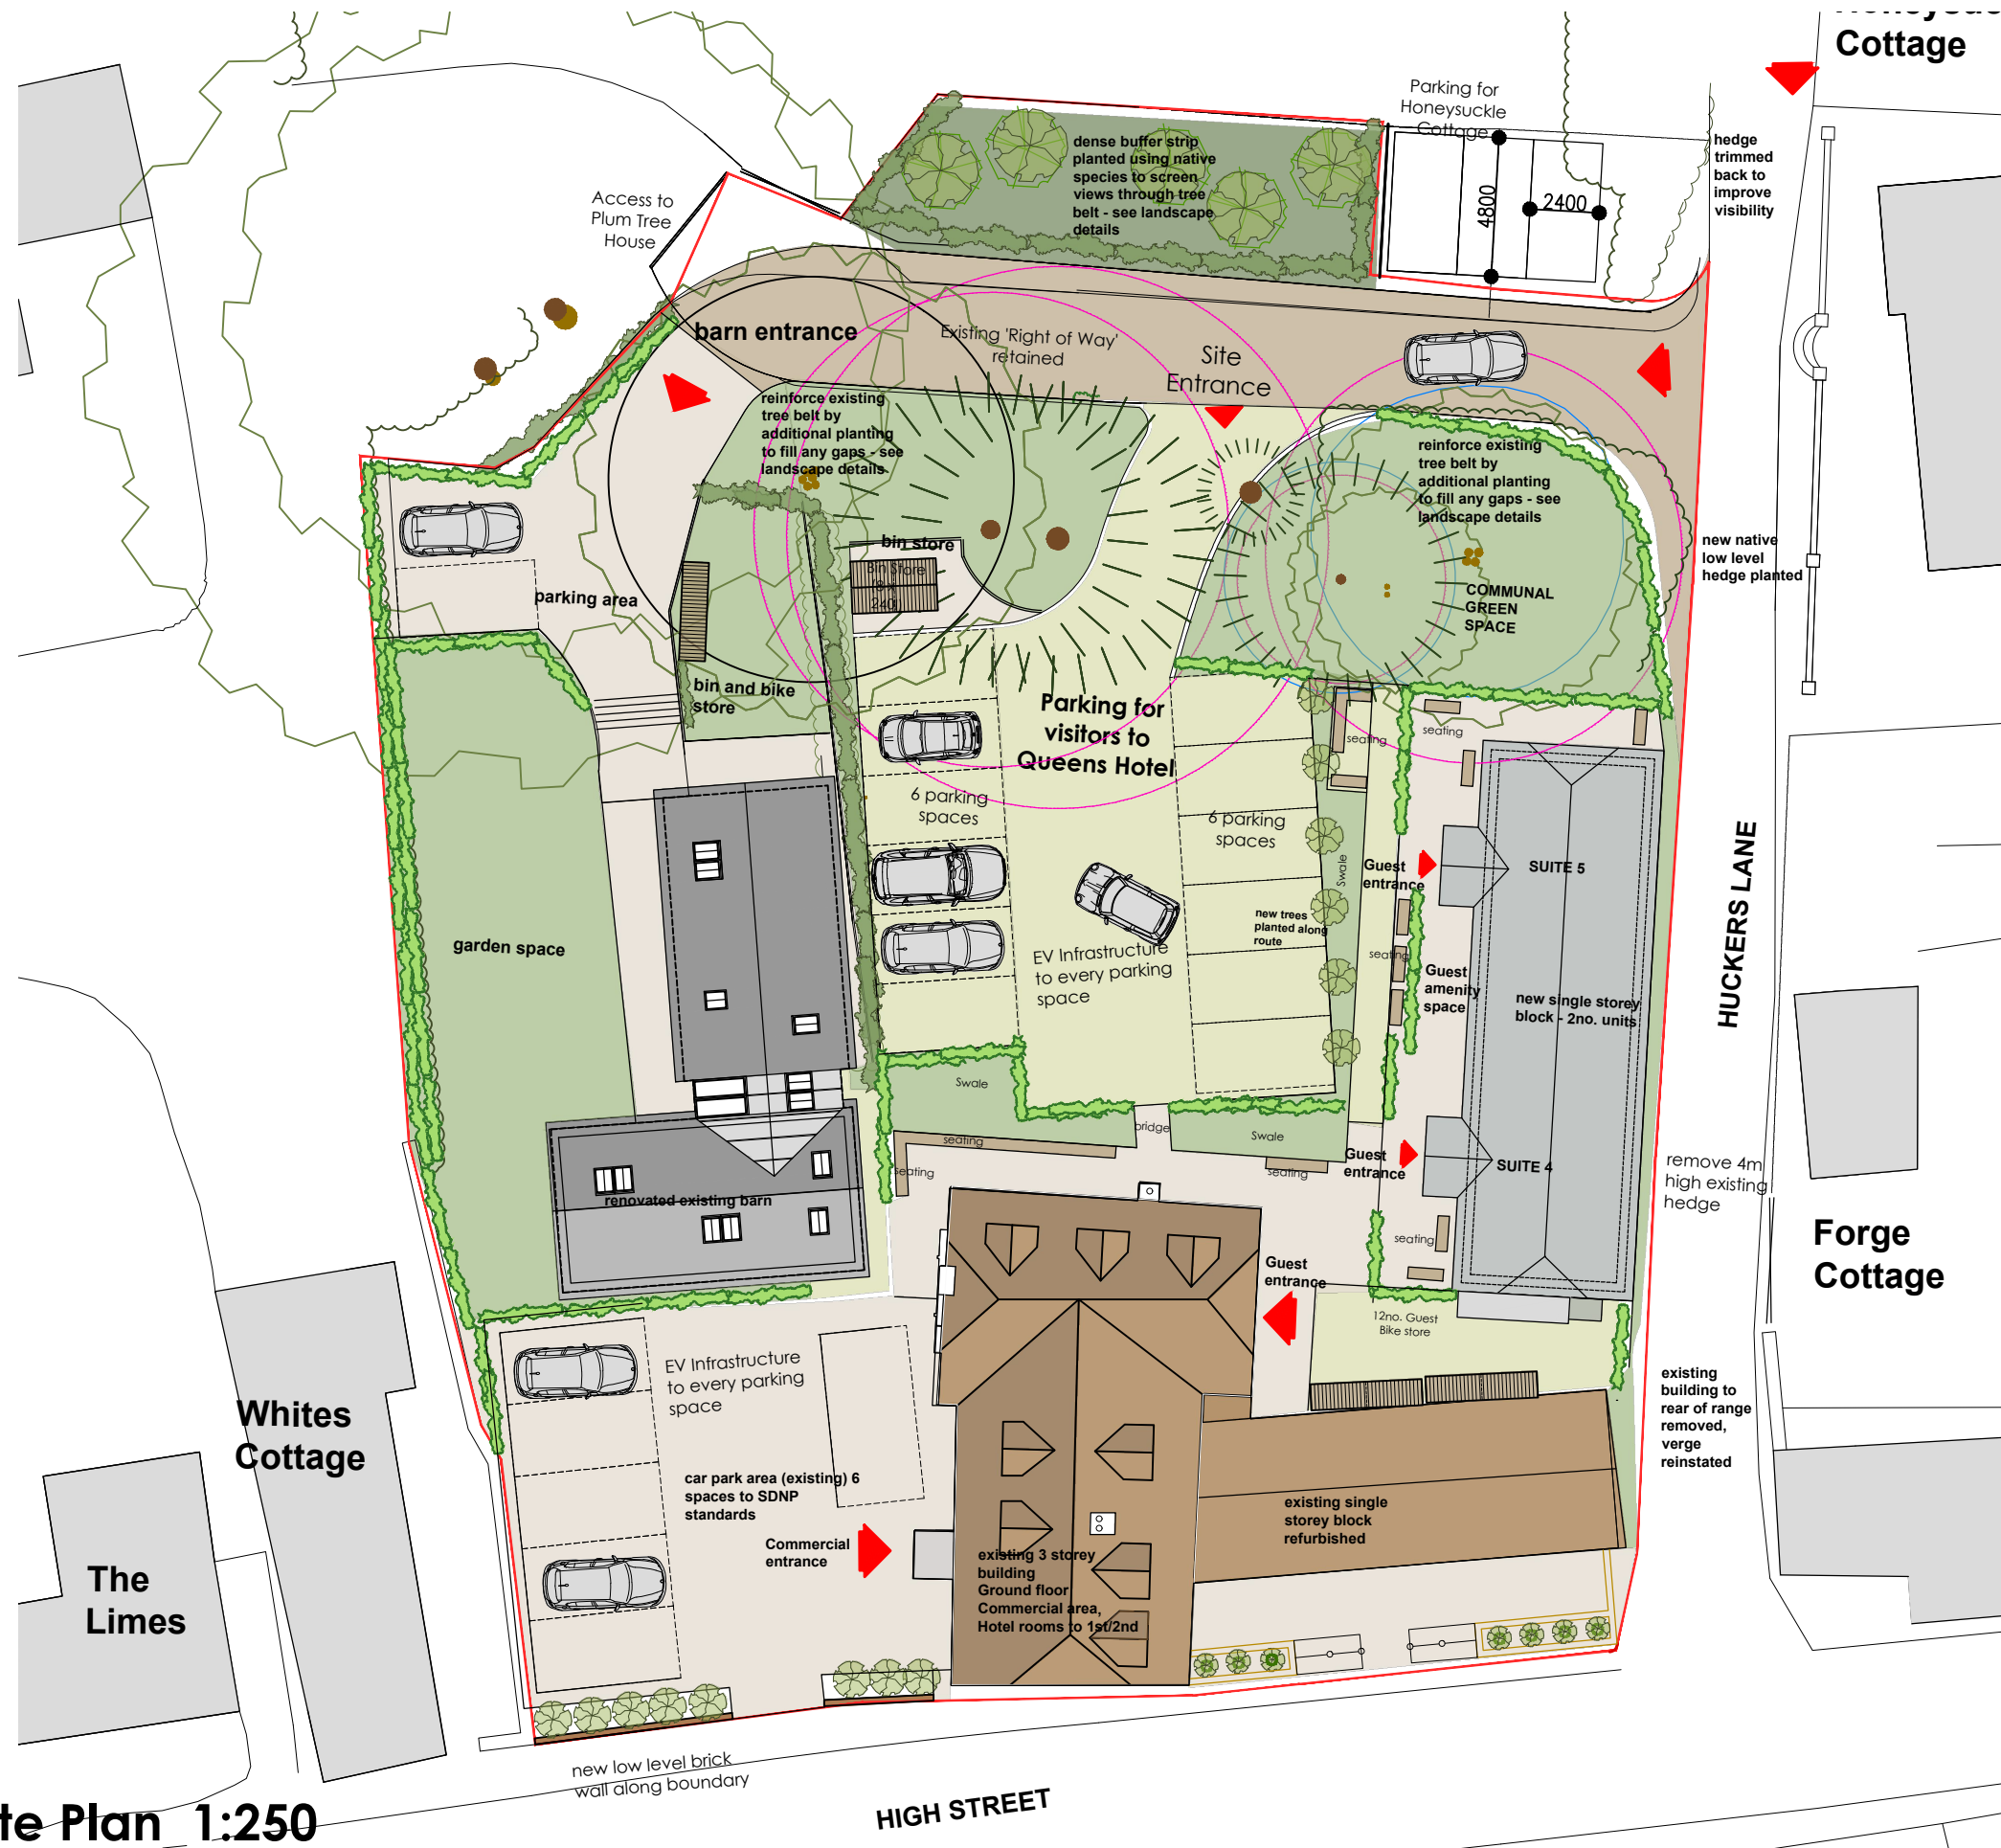 Cottage
Parking for
Honeysuckle
Cottage
hedge
trimmed
back to
improve
visibility
dense buffer strip
planted using native
species to screen
views through tree
belt - see landscape
details
4800
2400
Access to
Plum Tree
House
barn entrance
Existing 'Right of Way'
retained
Site
Entrance
reinforce existing
tree belt by
additional planting
to fill any gaps - see
landscape details
reinforce existing
tree belt by
additional planting
to fill any gaps - see
landscape details
bin store
Bin Store
new native
low level
hedge planted
parking area
COMMUNAL
GREEN
SPACE
bin and bike
store
Parking for
visitors to
Queens Hotel
seating
seating
6 parking
spaces
6 parking
spaces
Swale
Guest
entrance
SUITE 5
HUCKERS LANE
new trees
planted along
route
garden space
EV Infrastructure
to every parking
space
seating
Guest
amenity
space
new single storey
block - 2no. units
Swale
seating
bridge
Swale
seating
seating
Guest
entrance
SUITE 4
remove 4m
high existing
hedge
renovated existing barn
seating
Forge
Cottage
Guest
entrance
12no. Guest
Bike store
EV Infrastructure
to every parking
space
existing
building to
rear of range
removed,
verge
reinstated
Whites
Cottage
car park area (existing) 6
spaces to SDNP
standards
existing single
storey block
refurbished
Commercial
entrance
existing 3 storey
building
Ground floor
Commercial area,
Hotel rooms to 1st/2nd
The
Limes
new low level brick
wall along boundary
HIGH STREET
te Plan 1:250